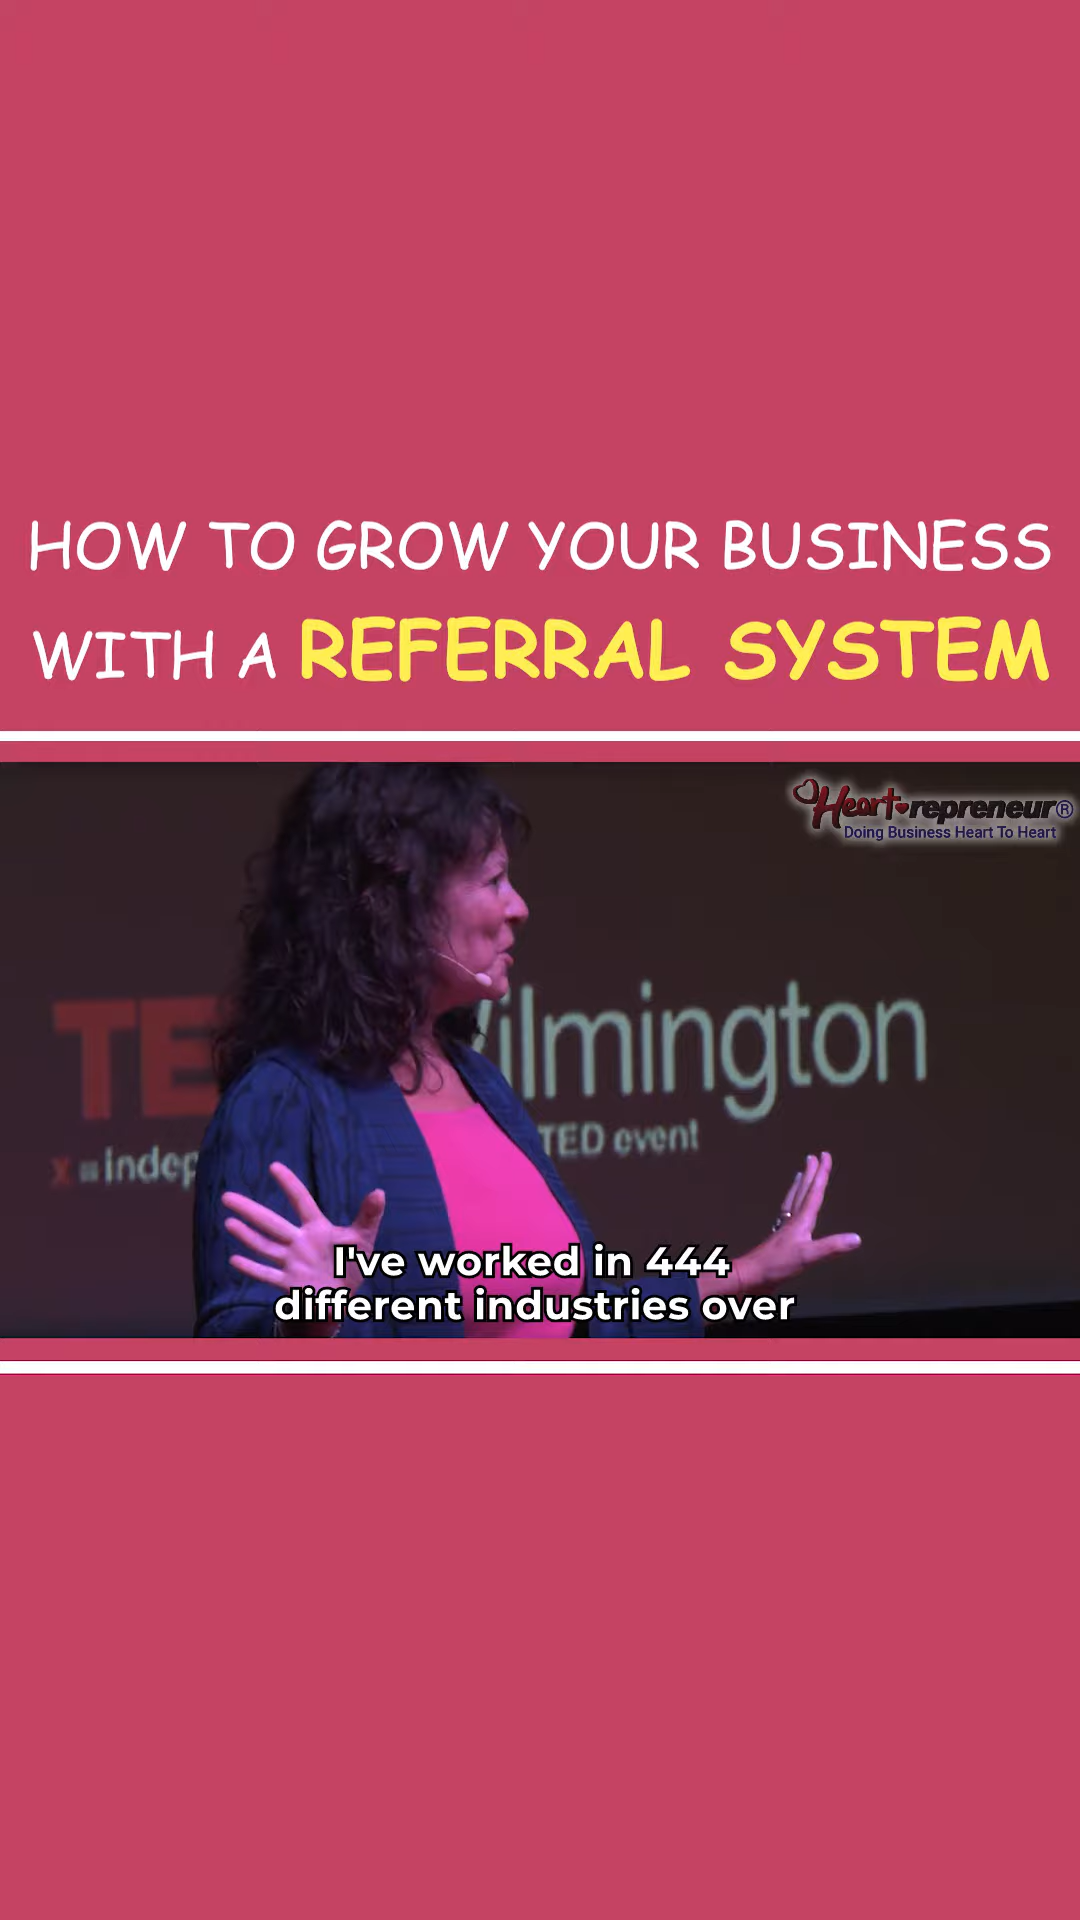 HOW TO GROW YOUR BUSINESS
WITH A REFERRAL SYSTEM
Heart repreneur®
Doing Business Heart To Heart
TE ilmington
x = indep TED event
I've worked in 444
different industries over